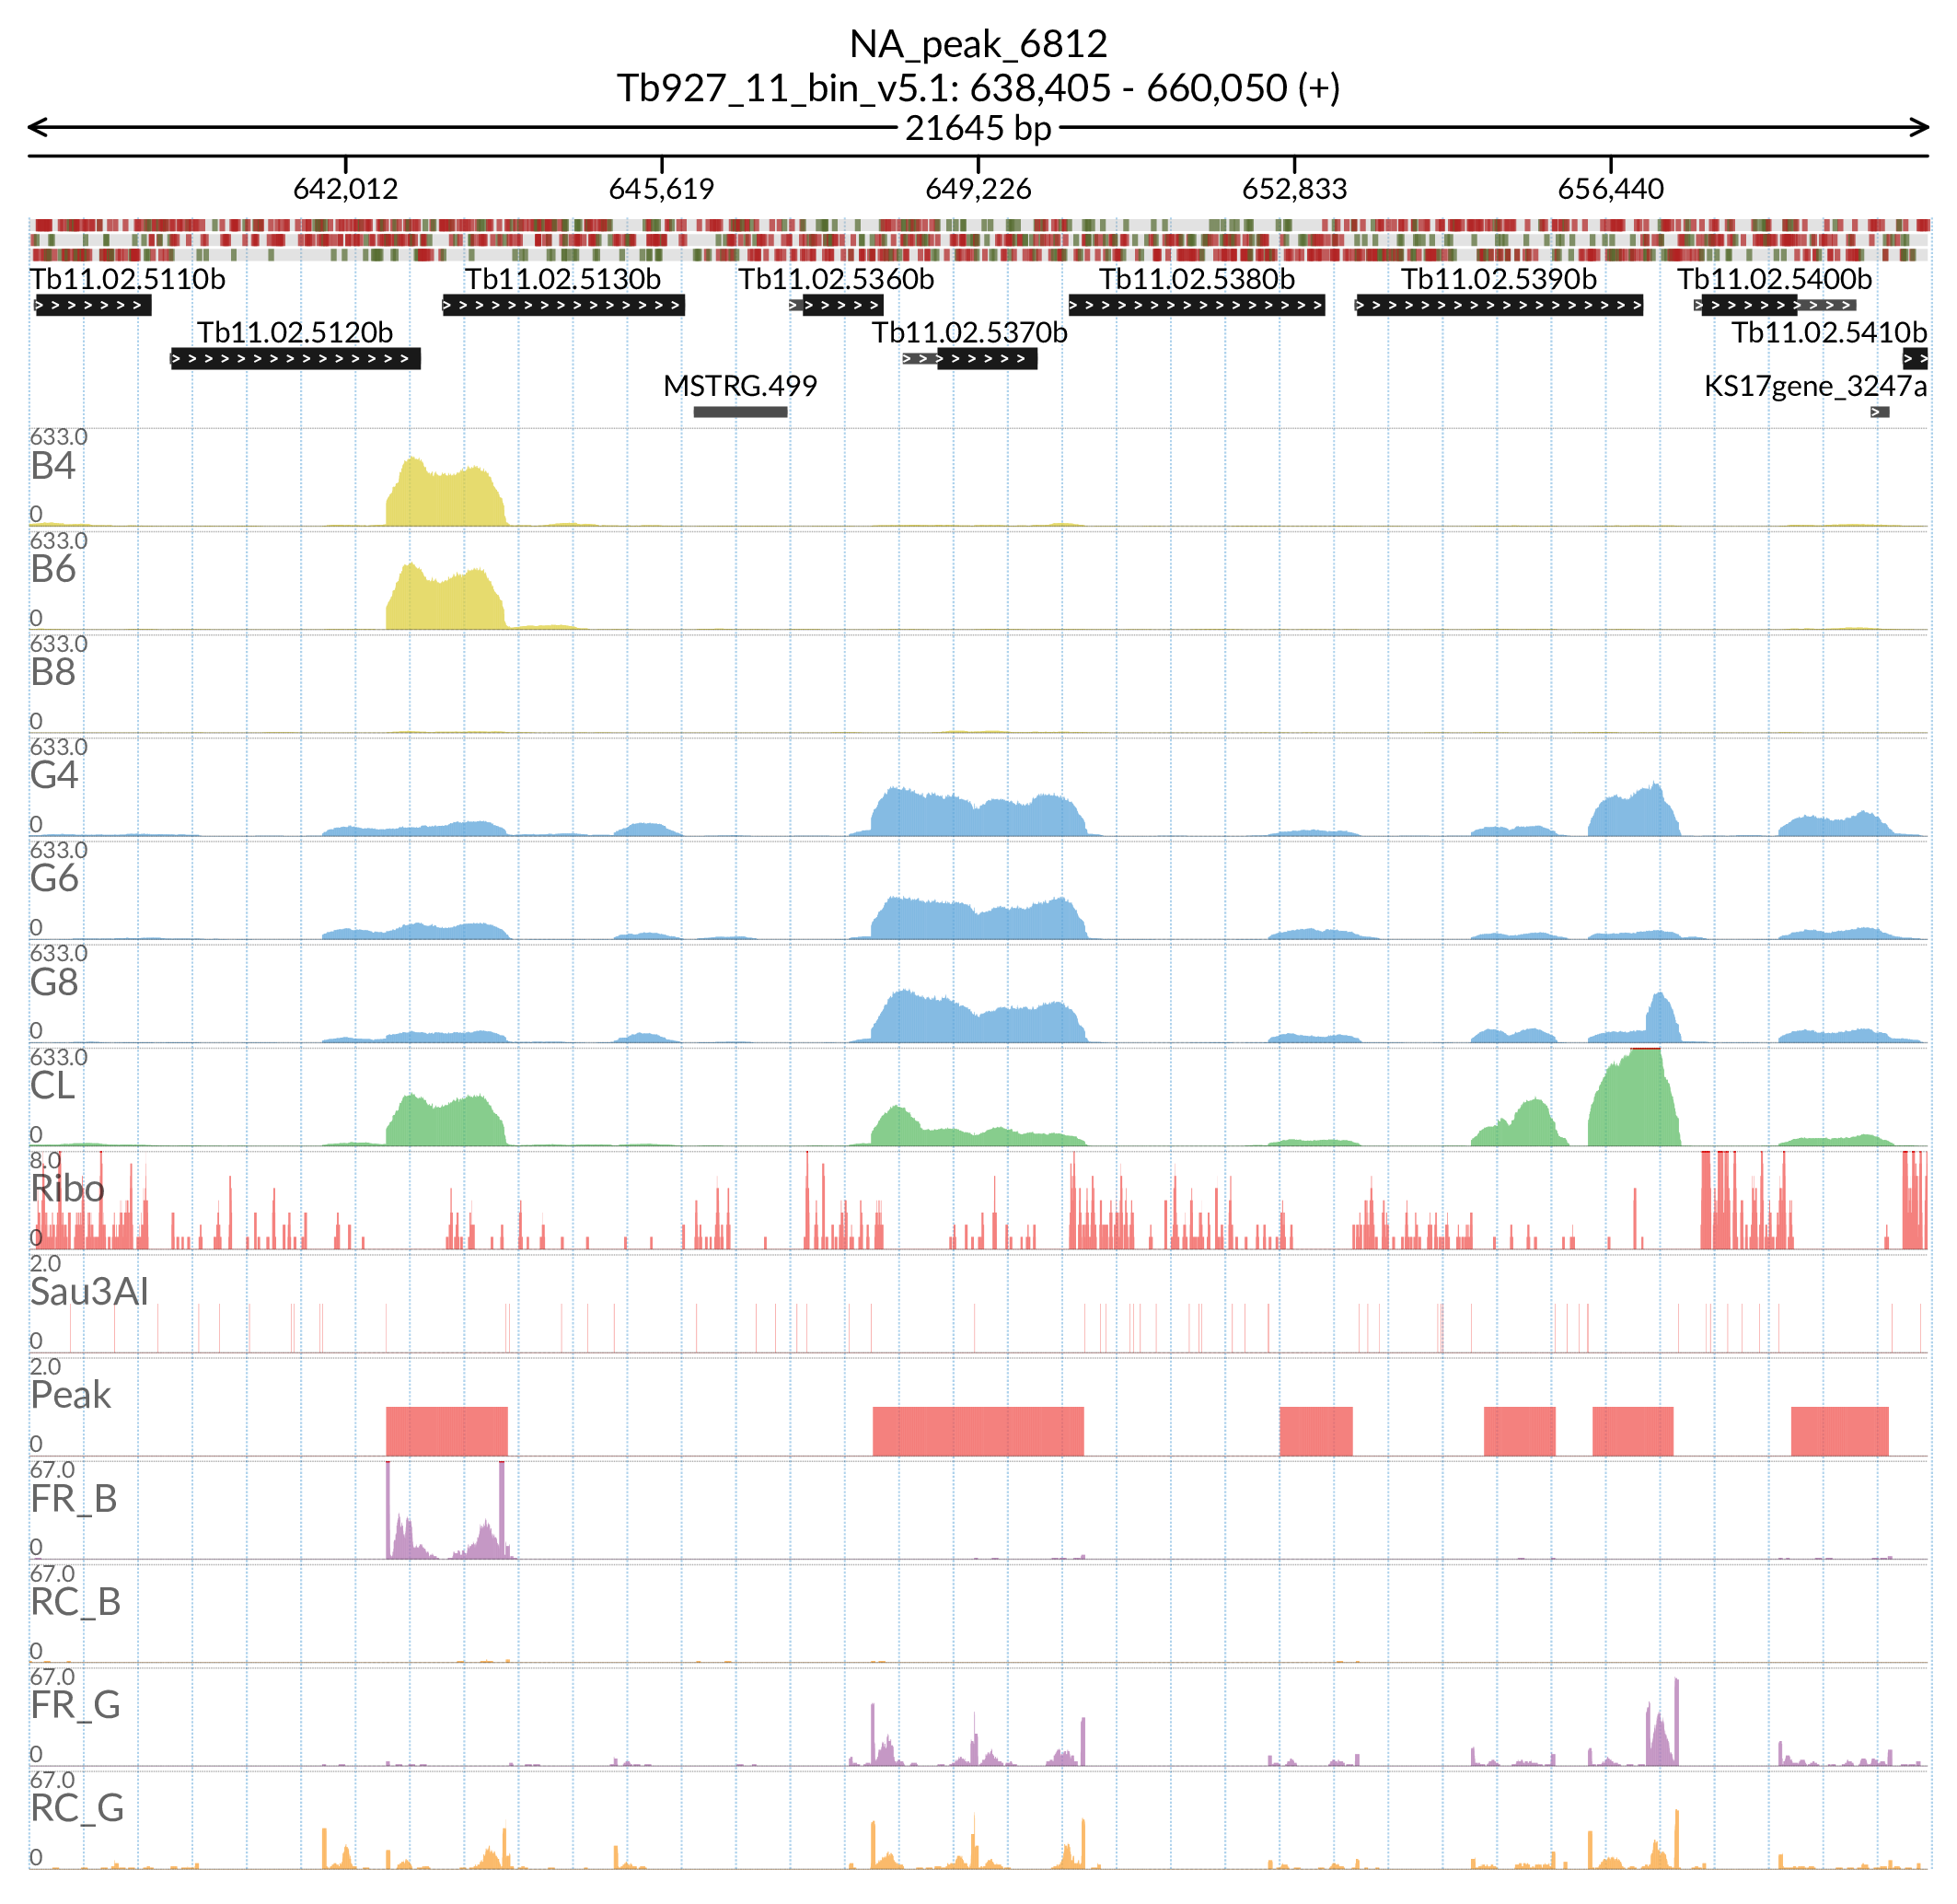 NA_peak_6812
Tb927_11_bin_v5.1: 638,405 - 660,050 (+)
21645 bp
642,012 645,619 649,226 652,833 656,440
Tb11.02.5110b Tb11.02.5130b Tb11.02.5360b Tb11.02.5380b Tb11.02.5390b Tb11.02.5400b
Tb11.02.5120b Tb11.02.5370b Tb11.02.5410b
MSTRG.499 KS17gene_3247a
633.0
B4
0
633.0
B6
0
633.0
B8
0
633.0
G4
0
633.0
G6
0
633.0
G8
0
633.0
CL
0
8.0
Ribo
0
2.0
Sau3AI
0
2.0
Peak
0
67.0
FR_B
0
67.0
RC_B
0
67.0
FR_G
0
67.0
RC_G
0